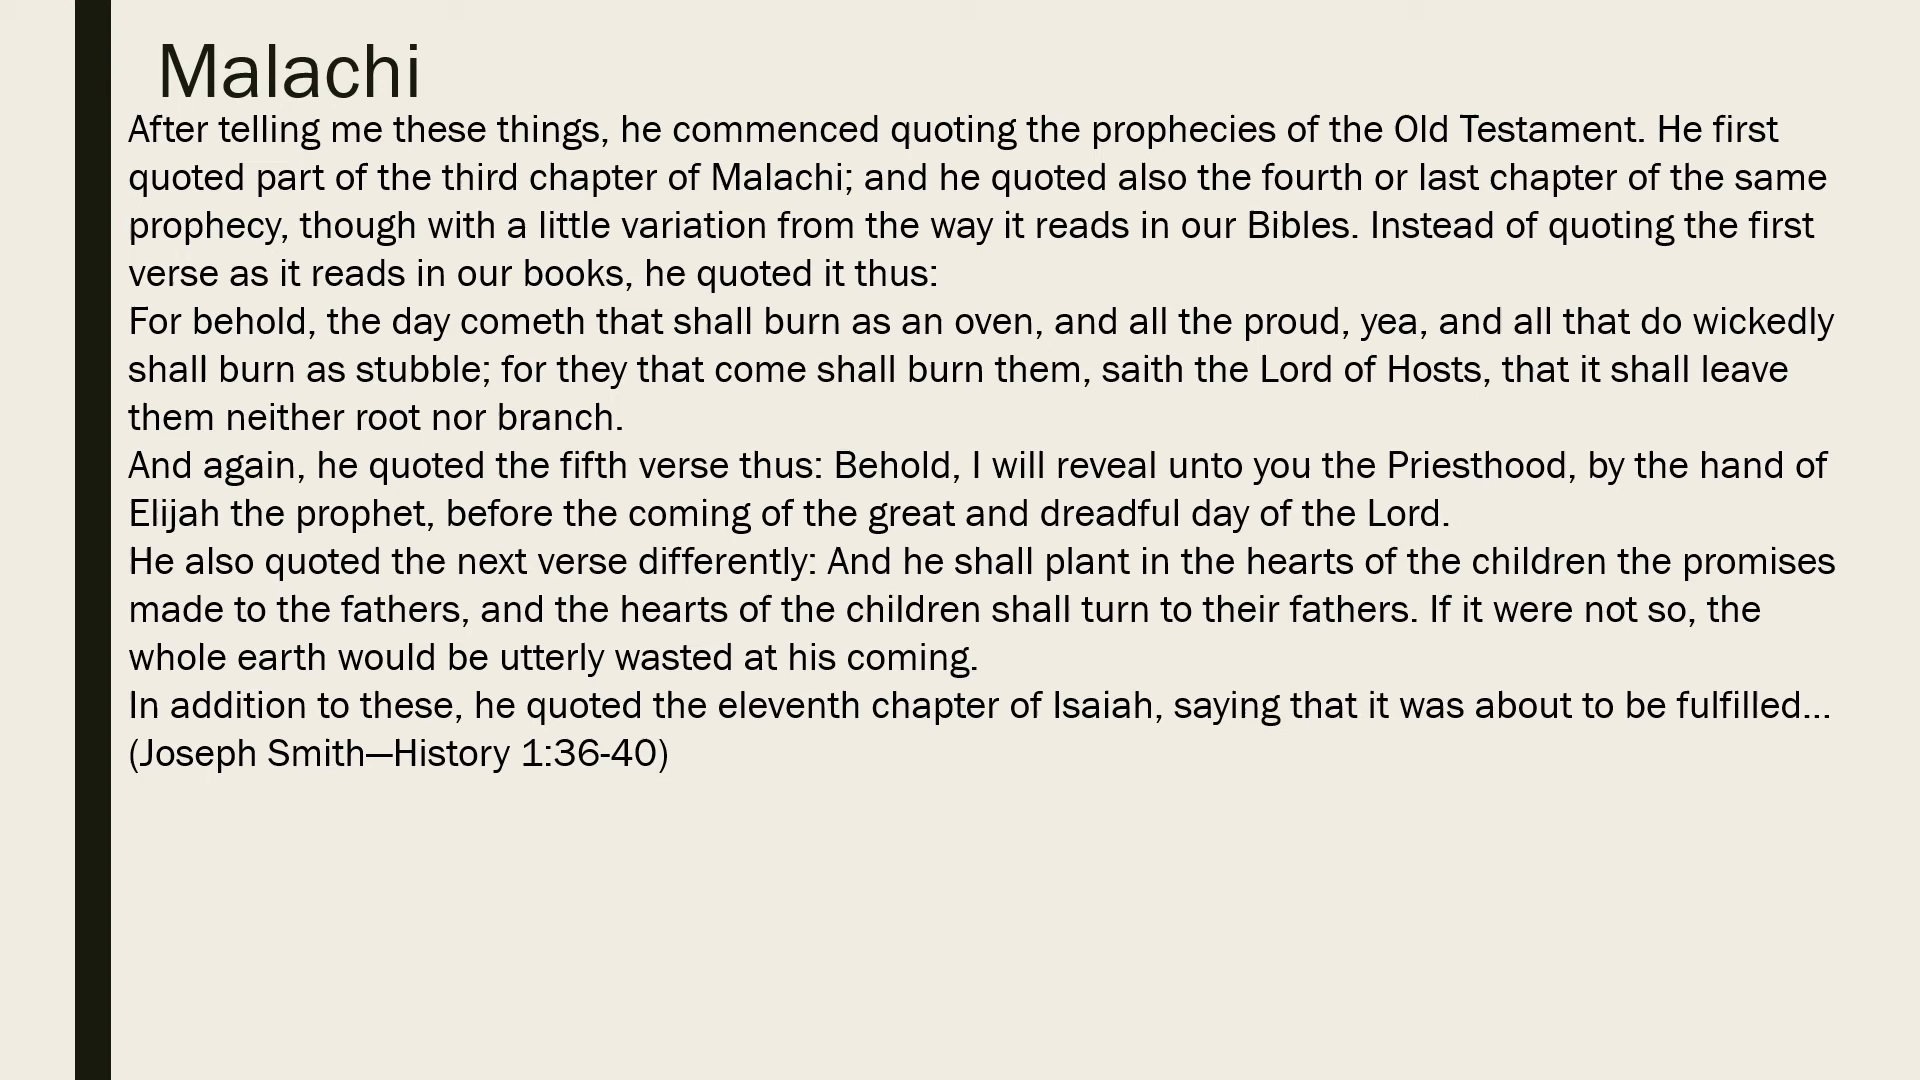 Malachi
After telling me these things, he commenced quoting the prophecies of the Old Testament. He first
quoted part of the third chapter of Malachi; and he quoted also the fourth or last chapter of the same
prophecy, though with a little variation from the way it reads in our Bibles. Instead of quoting the first
verse as it reads in our books, he quoted it thus:
For behold, the day cometh that shall burn as an oven, and all the proud, yea, and all that do wickedly
shall burn as stubble; for they that come shall burn them, saith the Lord of Hosts, that it shall leave
them neither root nor branch.
And again, he quoted the fifth verse thus: Behold, I will reveal unto you the Priesthood, by the hand of
Elijah the prophet, before the coming of the great and dreadful day of the Lord.
He also quoted the next verse differently: And he shall plant in the hearts of the children the promises
made to the fathers, and the hearts of the children shall turn to their fathers. If it were not so, the
whole earth would be utterly wasted at his coming.
In addition to these, he quoted the eleventh chapter of Isaiah, saying that it was about to be fulfilled...
(Joseph Smith—History 1:36-40)